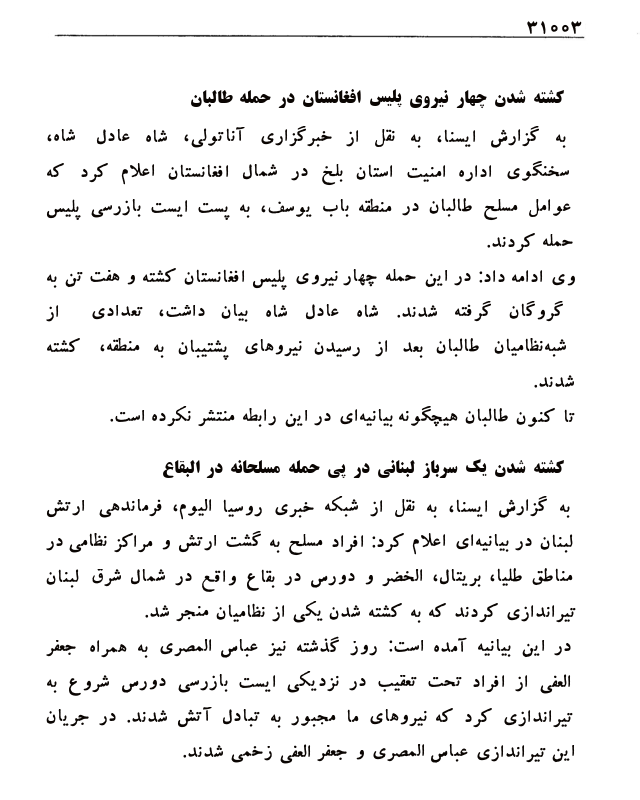 ۳۱۰۰۳
کشته شدن چهار نیروی پلیس افغانستان در حمله طالبان
به گزارش ایسنا، به نقل از خبرگزاری آناتولی، شاه عادل شاه،
سخنگوی اداره امنیت استان بلخ در شمال افغانستان اعلام کرد که
عوامل مسلح طالبان در منطقه باب یوسف، به پست ایست بازرسی پلیس
حمله کردند.
وی ادامه داد: در این حمله چهار نیروی پلیس افغانستان کشته و هفت تن به
گروگان گرفته شدند. شاه عادل شاه بیان داشت، تعدادی از
شبه‌نظامیان طالبان بعد از رسیدن نیروهای پشتیبان به منطقه، کشته
شدند.
تا کنون طالبان هیچگونه بیانیه‌ای در این رابطه منتشر نکرده است.
کشته شدن یک سرباز لبنانی در پی حمله مسلحانه در البقاع
به گزارش ایسنا، به نقل از شبکه خبری روسیا الیوم، فرماندهی ارتش
لبنان در بیانیه‌ای اعلام کرد: افراد مسلح به گشت ارتش و مراکز نظامی در
مناطق طلیا، بریتال، الخضر و دورس در بقاع واقع در شمال شرق لبنان
تیراندازی کردند که به کشته شدن یکی از نظامیان منجر شد.
در این بیانیه آمده است: روز گذشته نیز عباس المصری به همراه جعفر
العفی از افراد تحت تعقیب در نزدیکی ایست بازرسی دورس شروع به
تیراندازی کرد که نیروهای ما مجبور به تبادل آتش شدند. در جریان
این تیراندازی عباس المصری و جعفر العفی زخمی شدند.